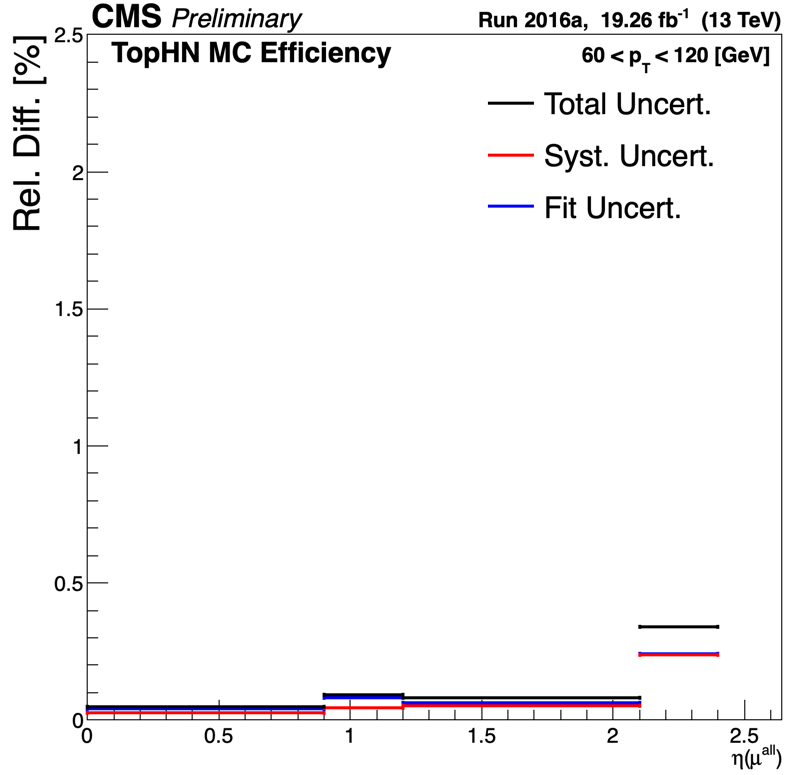 CMS Preliminary
Run 2016a, 19.26 fb⁻¹ (13 TeV)
TopHN MC Efficiency
60 < p_T < 120 [GeV]
Total Uncert.
Syst. Uncert.
Fit Uncert.
Rel. Diff. [%]
2.5
2
1.5
1
0.5
0
0 0.5 1 1.5 2 2.5
η(μ^all)